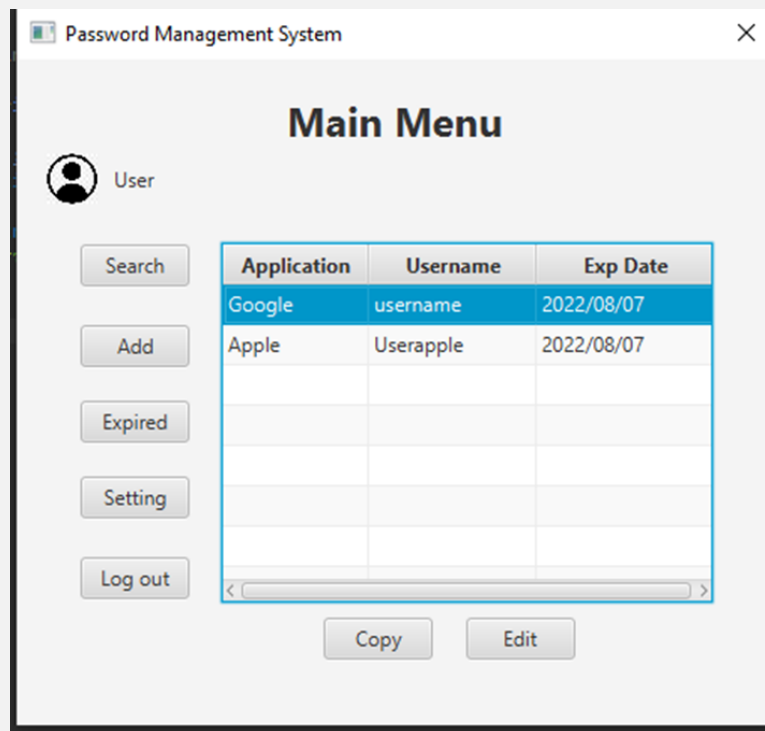 Password Management System
Main Menu
User
Search
Application Username Exp Date
Google username 2022/08/07
Add
Apple Userapple 2022/08/07
Expired
Setting
Log out
Copy Edit